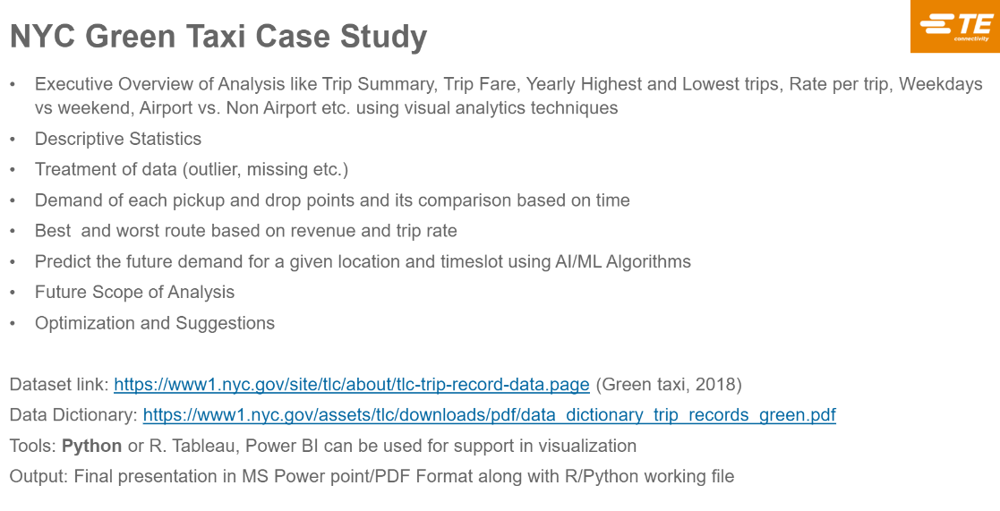 NYC Green Taxi Case Study
TE
connectivity
• Executive Overview of Analysis like Trip Summary, Trip Fare, Yearly Highest and Lowest trips, Rate per trip, Weekdays
vs weekend, Airport vs. Non Airport etc. using visual analytics techniques
• Descriptive Statistics
• Treatment of data (outlier, missing etc.)
• Demand of each pickup and drop points and its comparison based on time
• Best  and worst route based on revenue and trip rate
• Predict the future demand for a given location and timeslot using AI/ML Algorithms
• Future Scope of Analysis
• Optimization and Suggestions
Dataset link: https://www1.nyc.gov/site/tlc/about/tlc-trip-record-data.page (Green taxi, 2018)
Data Dictionary: https://www1.nyc.gov/assets/tlc/downloads/pdf/data_dictionary_trip_records_green.pdf
Tools: Python or R. Tableau, Power BI can be used for support in visualization
Output: Final presentation in MS Power point/PDF Format along with R/Python working file